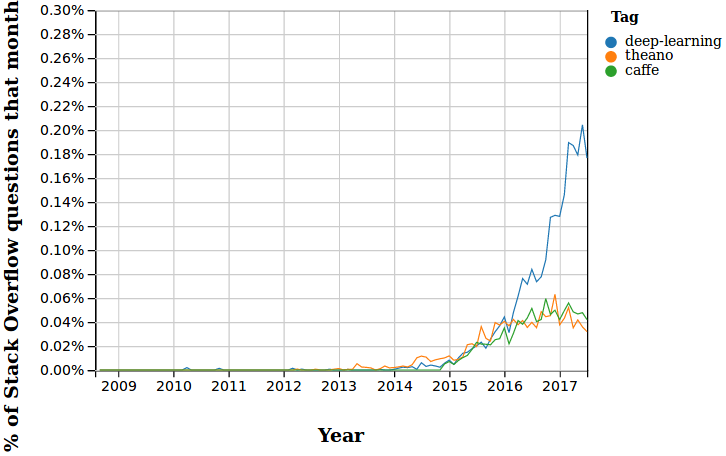 % of Stack Overflow questions that month
0.30%
0.28%
0.26%
0.24%
0.22%
0.20%
0.18%
0.16%
0.14%
0.12%
0.10%
0.08%
0.06%
0.04%
0.02%
0.00%
2009 2010 2011 2012 2013 2014 2015 2016 2017
Year
Tag
deep-learning
theano
caffe